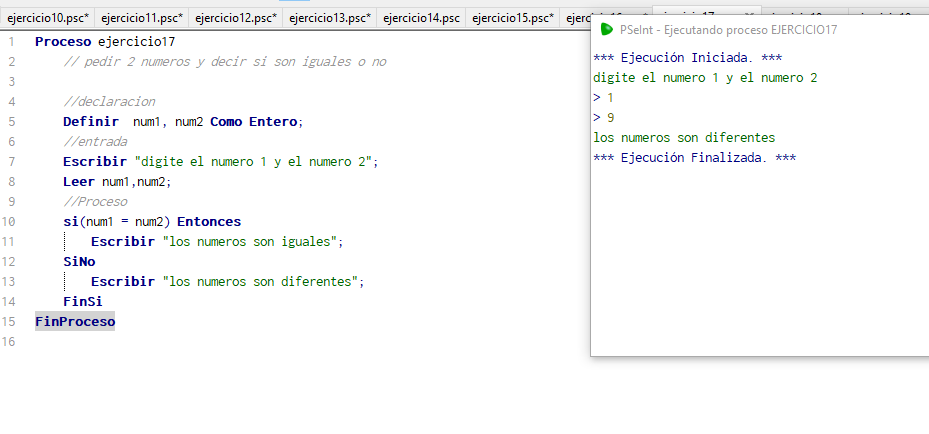 ejercicio10.psc* ejercicio11.psc* ejercicio12.psc* ejercicio13.psc* ejercicio14.psc ejercicio15.psc*
1 Proceso ejercicio17
2 // pedir 2 numeros y decir si son iguales o no
3
4 //declaracion
5 Definir num1, num2 Como Entero;
6 //entrada
7 Escribir "digite el numero 1 y el numero 2";
8 Leer num1,num2;
9 //Proceso
10 si(num1 = num2) Entonces
11 Escribir "los numeros son iguales";
12 SiNo
13 Escribir "los numeros son diferentes";
14 FinSi
15 FinProceso
16
PSeInt - Ejecutando proceso EJERCICIO17
*** Ejecución Iniciada. ***
digite el numero 1 y el numero 2
> 1
> 9
los numeros son diferentes
*** Ejecución Finalizada. ***